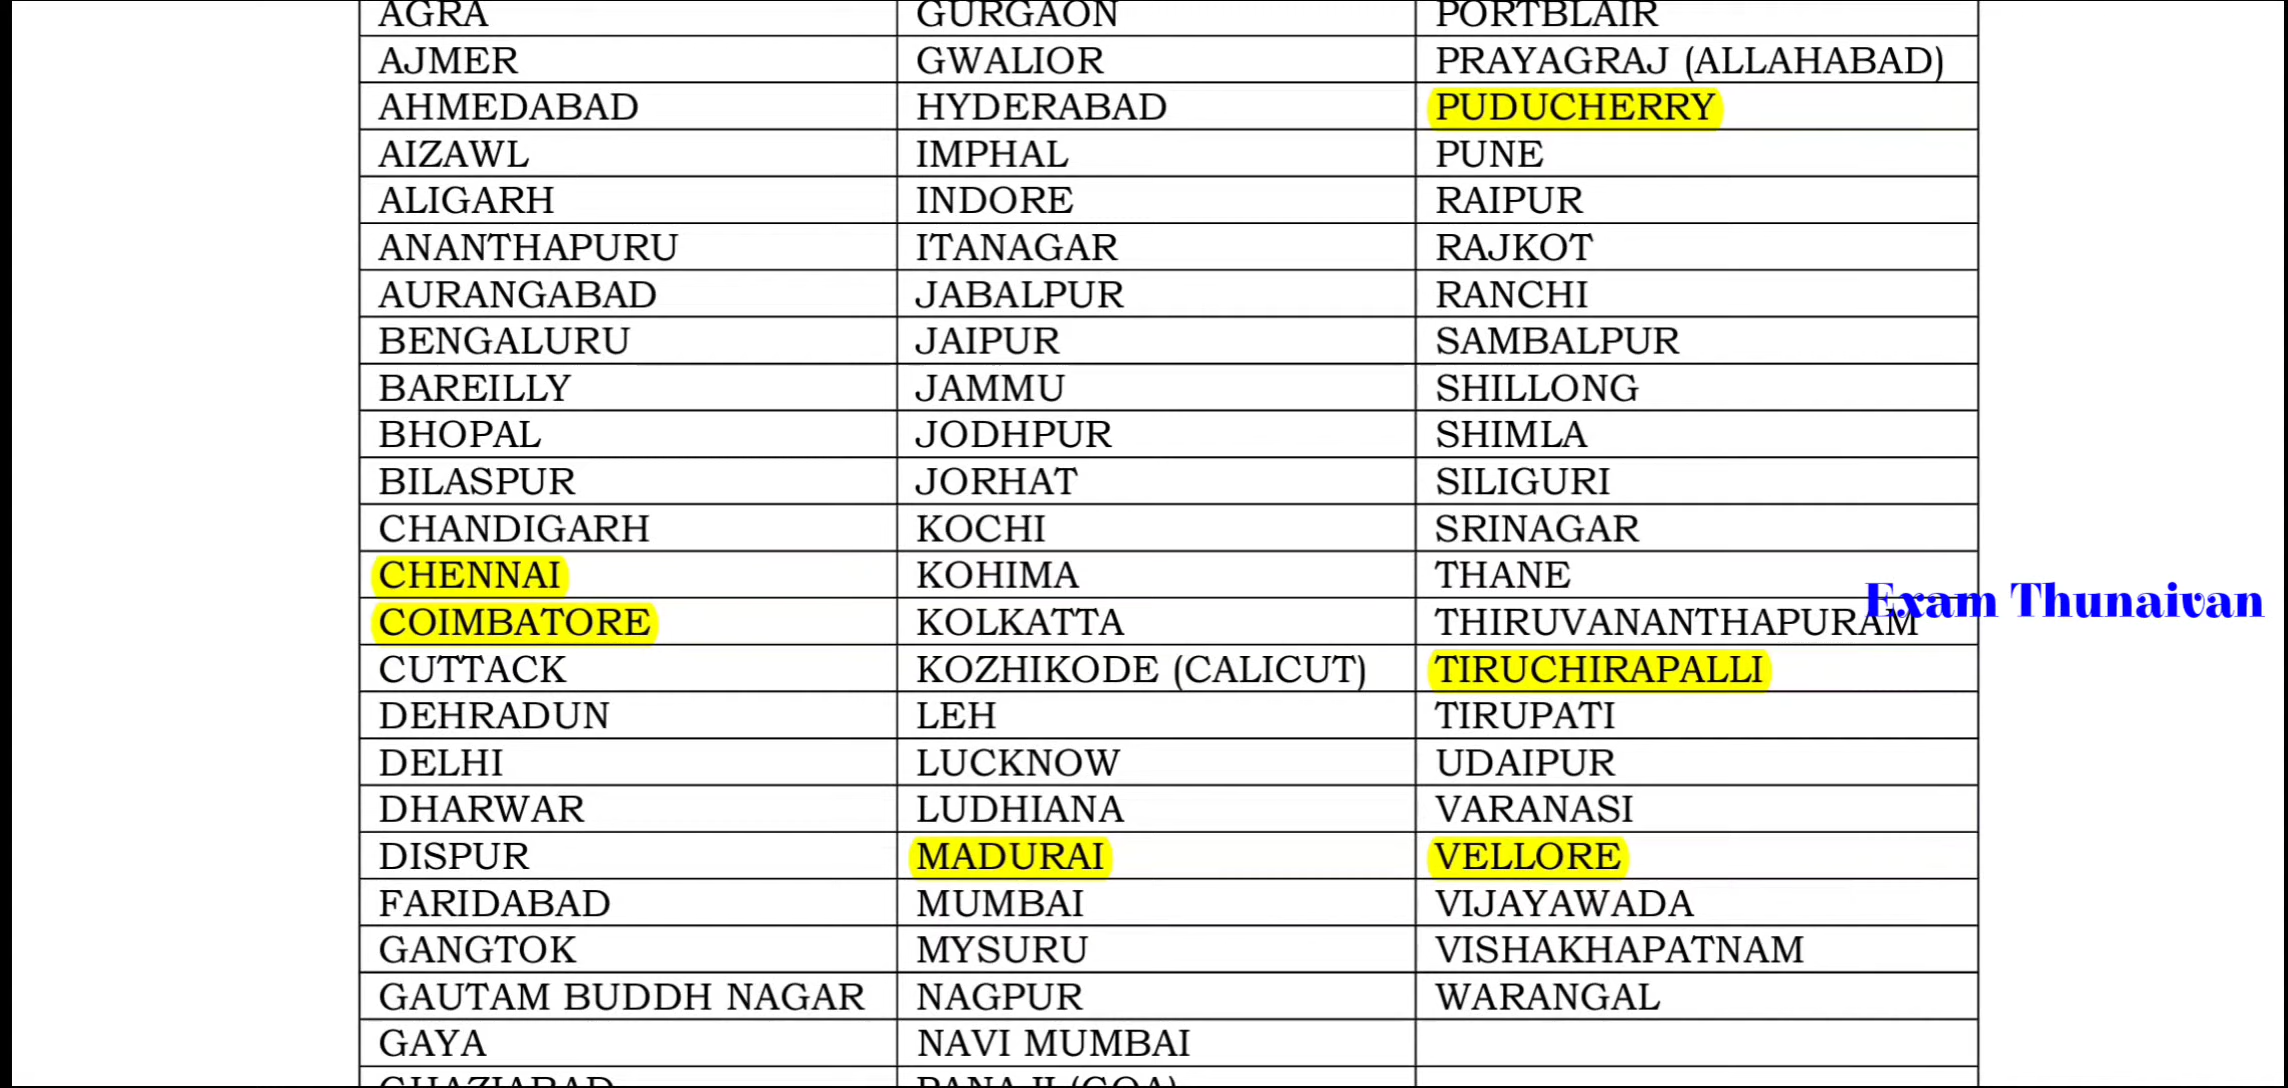 AGRA GURGAON PORTBLAIR
AJMER GWALIOR PRAYAGRAJ (ALLAHABAD)
AHMEDABAD HYDERABAD PUDUCHERRY
AIZAWL IMPHAL PUNE
ALIGARH INDORE RAIPUR
ANANTHAPURU ITANAGAR RAJKOT
AURANGABAD JABALPUR RANCHI
BENGALURU JAIPUR SAMBALPUR
BAREILLY JAMMU SHILLONG
BHOPAL JODHPUR SHIMLA
BILASPUR JORHAT SILIGURI
CHANDIGARH KOCHI SRINAGAR
CHENNAI KOHIMA THANE
Exam Thunaivan
COIMBATORE KOLKATTA THIRUVANANTHAPURAM
CUTTACK KOZHIKODE (CALICUT) TIRUCHIRAPALLI
DEHRADUN LEH TIRUPATI
DELHI LUCKNOW UDAIPUR
DHARWAR LUDHIANA VARANASI
DISPUR MADURAI VELLORE
FARIDABAD MUMBAI VIJAYAWADA
GANGTOK MYSURU VISHAKHAPATNAM
GAUTAM BUDDH NAGAR NAGPUR WARANGAL
GAYA NAVI MUMBAI
GHAZIABAD PANAJI (GOA)